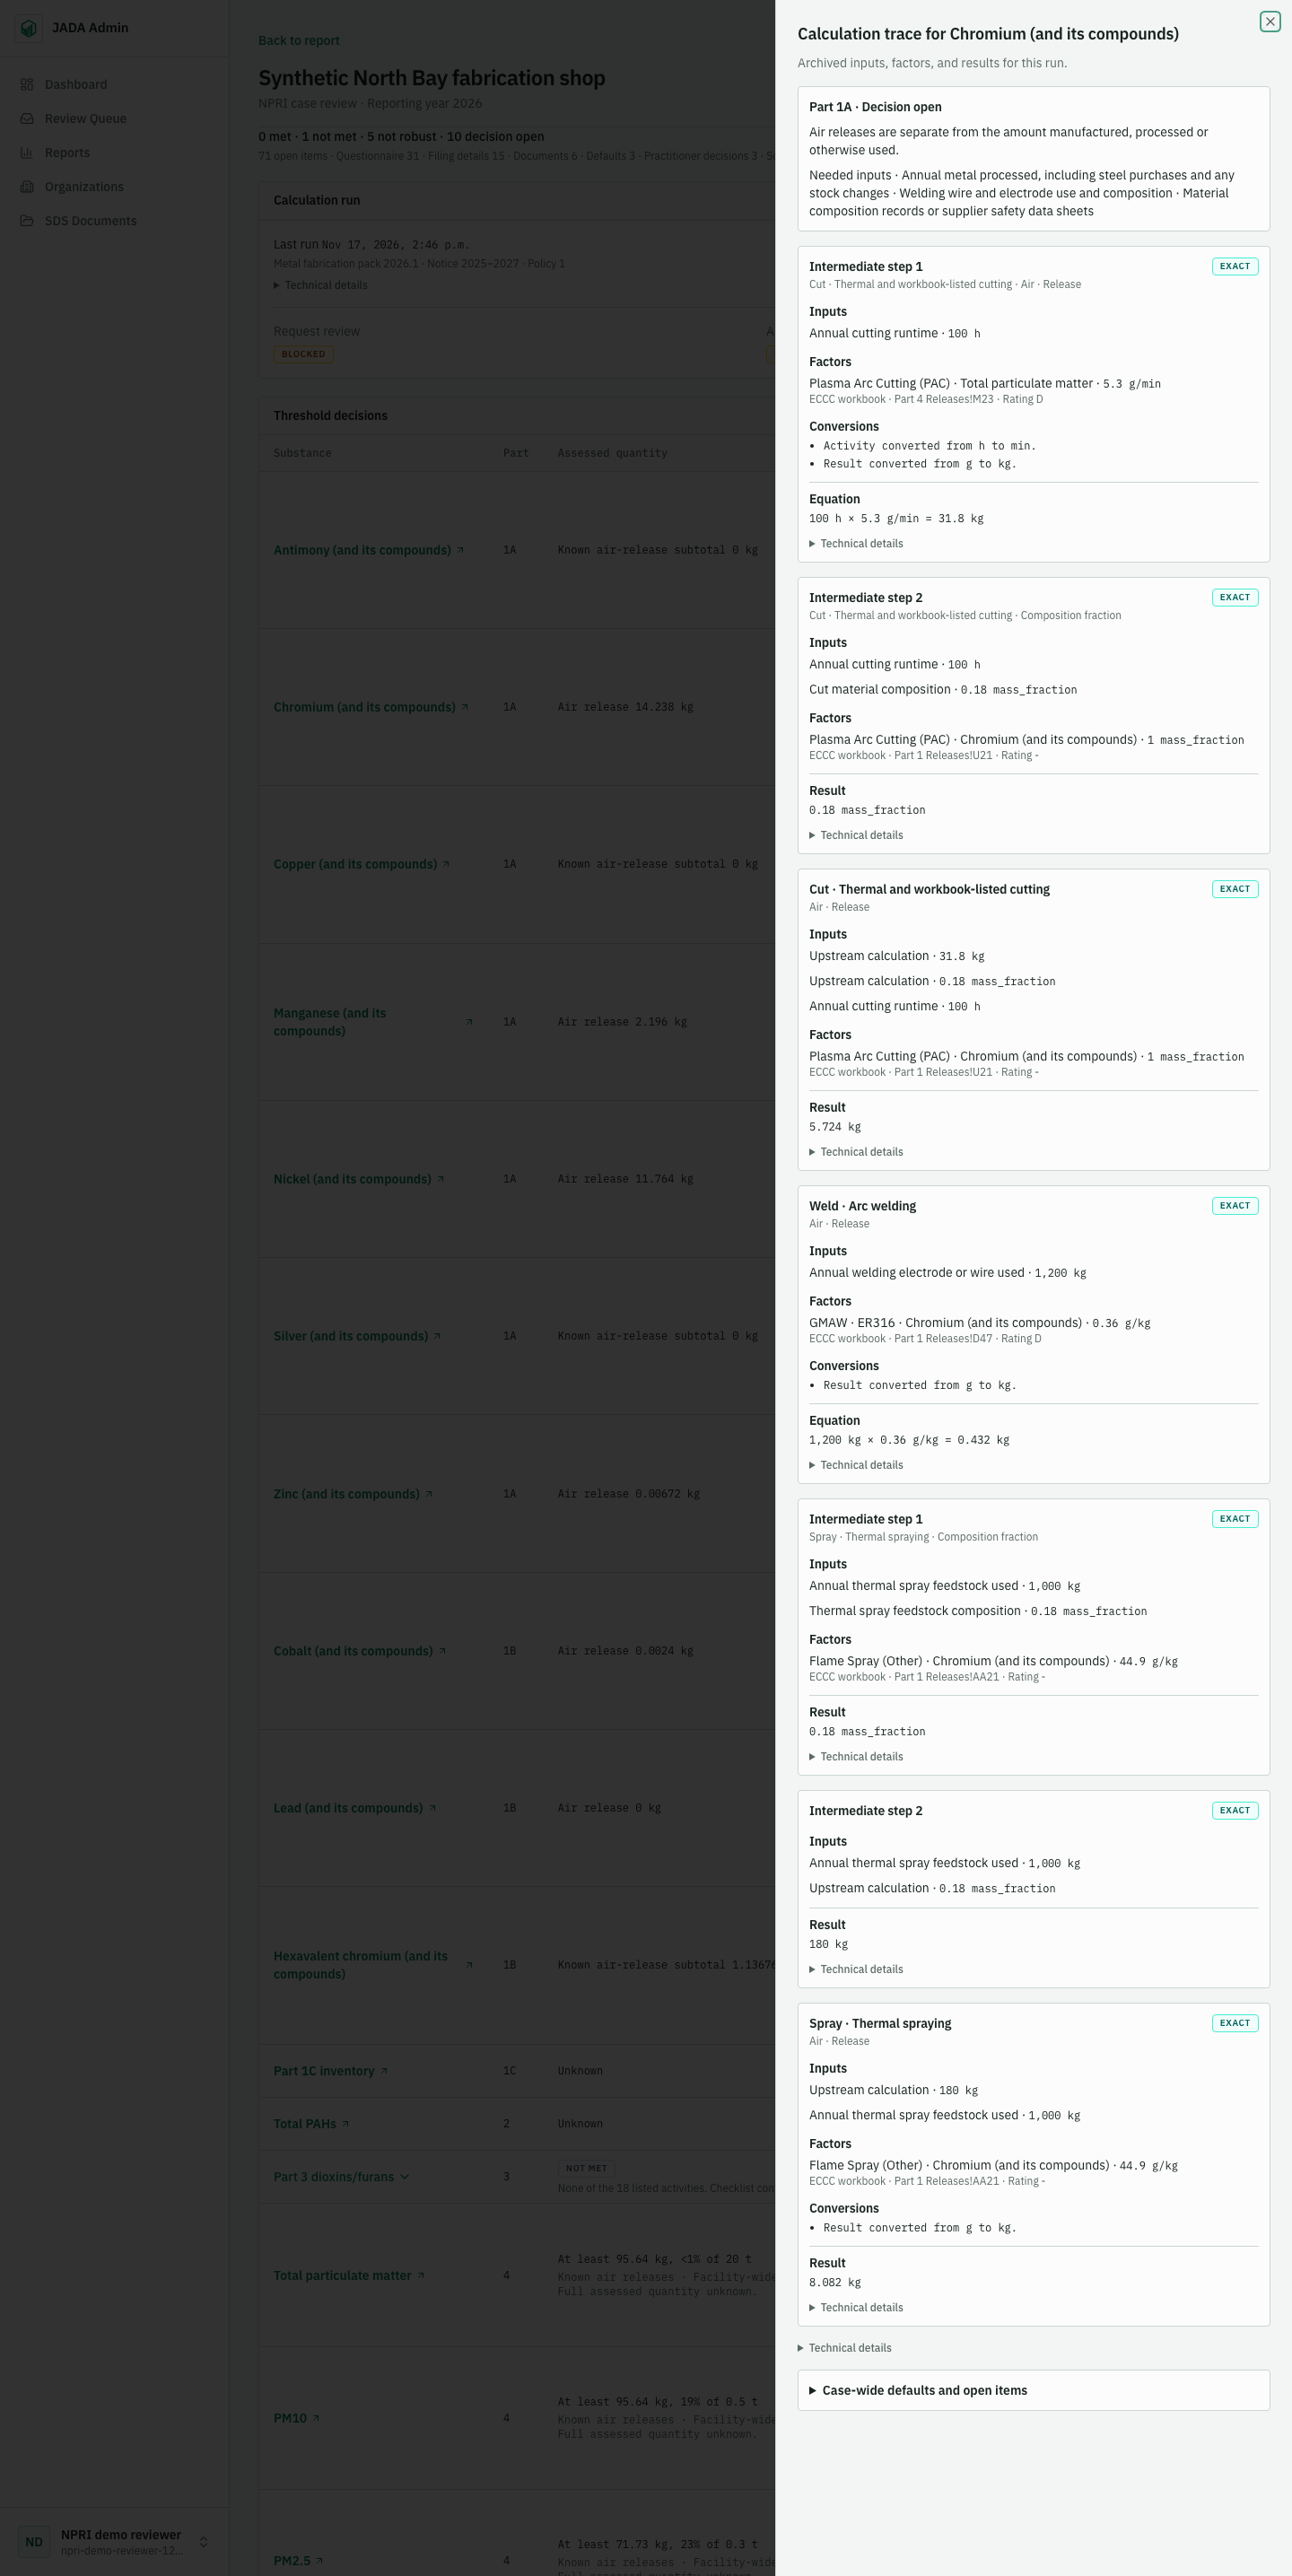 JADA Admin
Dashboard
Review Queue
Reports
Organizations
SDS Documents
ND
NPRI demo reviewer
npri-demo-reviewer-12...
Back to report
Synthetic North Bay fabrication shop
NPRI case review · Reporting year 2026
0 met · 1 not met · 5 not robust · 10 decision open
71 open items · Questionnaire 31 · Filing details 15 · Documents 6 · Defaults 3 · Practitioner decisions 3 ·
Calculation run
Last run Nov 17, 2026, 2:46 p.m.
Metal fabrication pack 2026.1 · Notice 2025–2027 · Policy 1
Technical details
Request review
BLOCKED
Threshold decisions
Substance Part Assessed quantity
Antimony (and its compounds) 1A Known air-release subtotal 0 kg
Chromium (and its compounds) 1A Air release 14.238 kg
Copper (and its compounds) 1A Known air-release subtotal 0 kg
Manganese (and its
compounds) 1A Air release 2.196 kg
Nickel (and its compounds) 1A Air release 11.764 kg
Silver (and its compounds) 1A Known air-release subtotal 0 kg
Zinc (and its compounds) 1A Air release 0.00672 kg
Cobalt (and its compounds) 1B Air release 0.0024 kg
Lead (and its compounds) 1B Air release 0 kg
Hexavalent chromium (and its
compounds) 1B Known air-release subtotal 1.13676
Part 1C inventory 1C Unknown
Total PAHs 2 Unknown
Part 3 dioxins/furans 3 NOT MET
None of the 18 listed activities. Checklist
Total particulate matter 4 At least 95.64 kg, <1% of 20 t
Known air releases · Facility-wide
Full assessed quantity unknown.
PM10 4 At least 95.64 kg, 19% of 0.5 t
Known air releases · Facility-wide
Full assessed quantity unknown.
PM2.5 4 At least 71.73 kg, 23% of 0.3 t
Known air releases · Facility-wide
Calculation trace for Chromium (and its compounds)
Archived inputs, factors, and results for this run.
Part 1A · Decision open
Air releases are separate from the amount manufactured, processed or
otherwise used.
Needed inputs · Annual metal processed, including steel purchases and any
stock changes · Welding wire and electrode use and composition · Material
composition records or supplier safety data sheets
Intermediate step 1 EXACT
Cut · Thermal and workbook-listed cutting · Air · Release
Inputs
Annual cutting runtime · 100 h
Factors
Plasma Arc Cutting (PAC) · Total particulate matter · 5.3 g/min
ECCC workbook · Part 4 Releases!M23 · Rating D
Conversions
• Activity converted from h to min.
• Result converted from g to kg.
Equation
100 h × 5.3 g/min = 31.8 kg
Technical details
Intermediate step 2 EXACT
Cut · Thermal and workbook-listed cutting · Composition fraction
Inputs
Annual cutting runtime · 100 h
Cut material composition · 0.18 mass_fraction
Factors
Plasma Arc Cutting (PAC) · Chromium (and its compounds) · 1 mass_fraction
ECCC workbook · Part 1 Releases!U21 · Rating -
Result
0.18 mass_fraction
Technical details
Cut · Thermal and workbook-listed cutting EXACT
Air · Release
Inputs
Upstream calculation · 31.8 kg
Upstream calculation · 0.18 mass_fraction
Annual cutting runtime · 100 h
Factors
Plasma Arc Cutting (PAC) · Chromium (and its compounds) · 1 mass_fraction
ECCC workbook · Part 1 Releases!U21 · Rating -
Result
5.724 kg
Technical details
Weld · Arc welding EXACT
Air · Release
Inputs
Annual welding electrode or wire used · 1,200 kg
Factors
GMAW · ER316 · Chromium (and its compounds) · 0.36 g/kg
ECCC workbook · Part 1 Releases!D47 · Rating D
Conversions
• Result converted from g to kg.
Equation
1,200 kg × 0.36 g/kg = 0.432 kg
Technical details
Intermediate step 1 EXACT
Spray · Thermal spraying · Composition fraction
Inputs
Annual thermal spray feedstock used · 1,000 kg
Thermal spray feedstock composition · 0.18 mass_fraction
Factors
Flame Spray (Other) · Chromium (and its compounds) · 44.9 g/kg
ECCC workbook · Part 1 Releases!AA21 · Rating -
Result
0.18 mass_fraction
Technical details
Intermediate step 2 EXACT
Inputs
Annual thermal spray feedstock used · 1,000 kg
Upstream calculation · 0.18 mass_fraction
Result
180 kg
Technical details
Spray · Thermal spraying EXACT
Air · Release
Inputs
Upstream calculation · 180 kg
Annual thermal spray feedstock used · 1,000 kg
Factors
Flame Spray (Other) · Chromium (and its compounds) · 44.9 g/kg
ECCC workbook · Part 1 Releases!AA21 · Rating -
Conversions
• Result converted from g to kg.
Result
8.082 kg
Technical details
Technical details
Case-wide defaults and open items